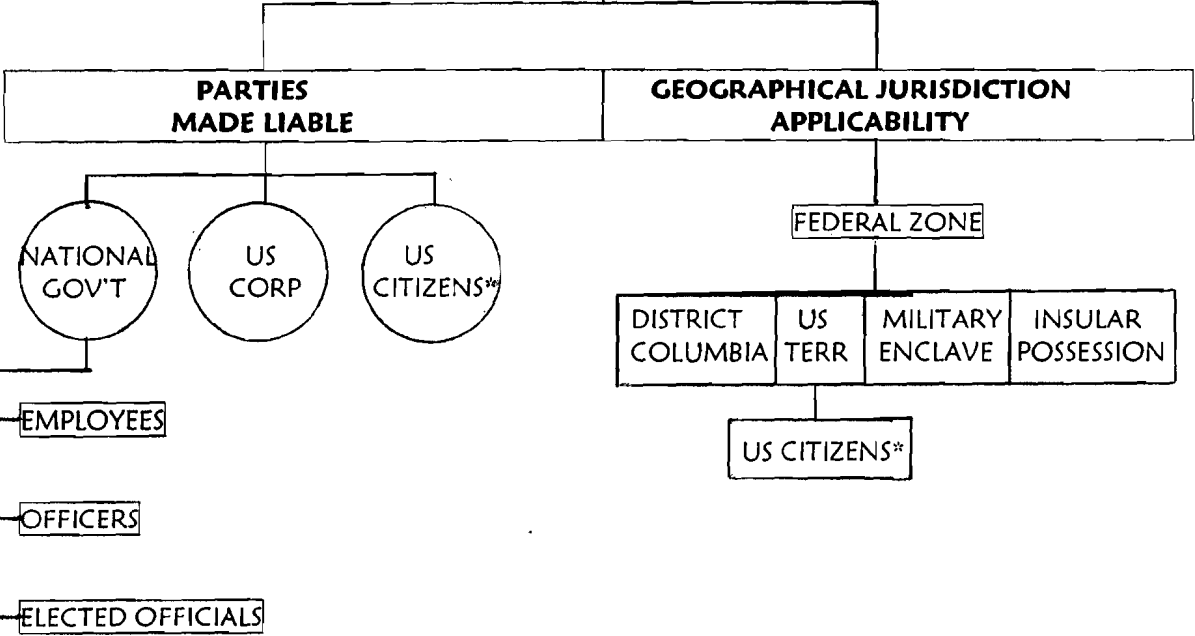 PARTIES
MADE LIABLE
GEOGRAPHICAL JURISDICTION
APPLICABILITY
NATIONAL
GOV'T
US
CORP
US
CITIZENS*
FEDERAL ZONE
DISTRICT
COLUMBIA
US
TERR
MILITARY
ENCLAVE
INSULAR
POSSESSION
US CITIZENS*
EMPLOYEES
OFFICERS
ELECTED OFFICIALS